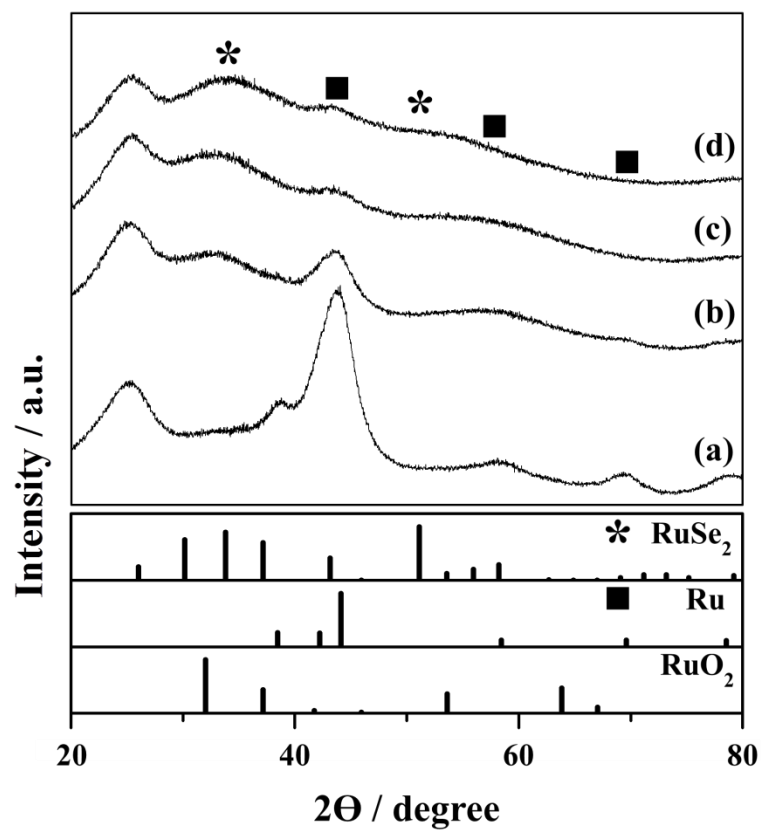 (d)
(c)
(b)
(a)
Intensity / a.u.
* RuSe₂
■ Ru
RuO₂
20 40 60 80
2Θ / degree